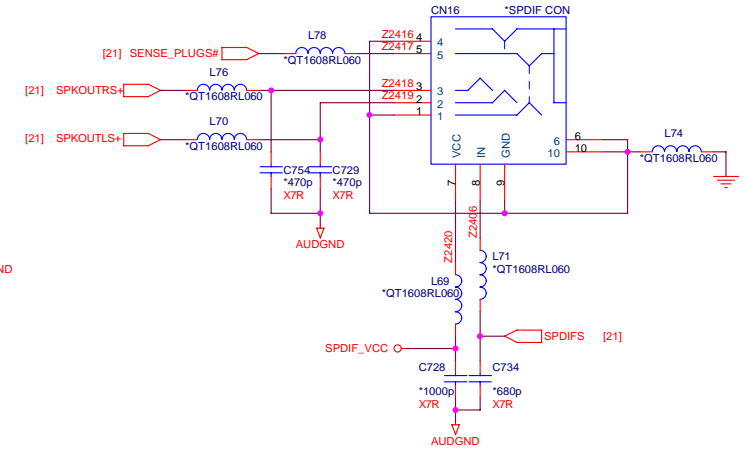 CN16 *SPDIF CON
L78
Z2416 4 4
[21] SENSE_PLUGS# Z2417 5 5
*QT1608RL060
L76
Z2418 3 3
[21] SPKOUTRS+ *QT1608RL060 Z2419 2 2
1 1
L70
[21] SPKOUTLS+
*QT1608RL060
VCC IN GND
6 6
10 10
L74
*QT1608RL060
7 8 9
C754 C729
*470p *470p
X7R X7R
AUDGND
Z2420 Z2406
ND
L71
*QT1608RL060
L69
*QT1608RL060
SPDIFS [21]
SPDIF_VCC
C728 C734
*1000p *680p
X7R X7R
AUDGND